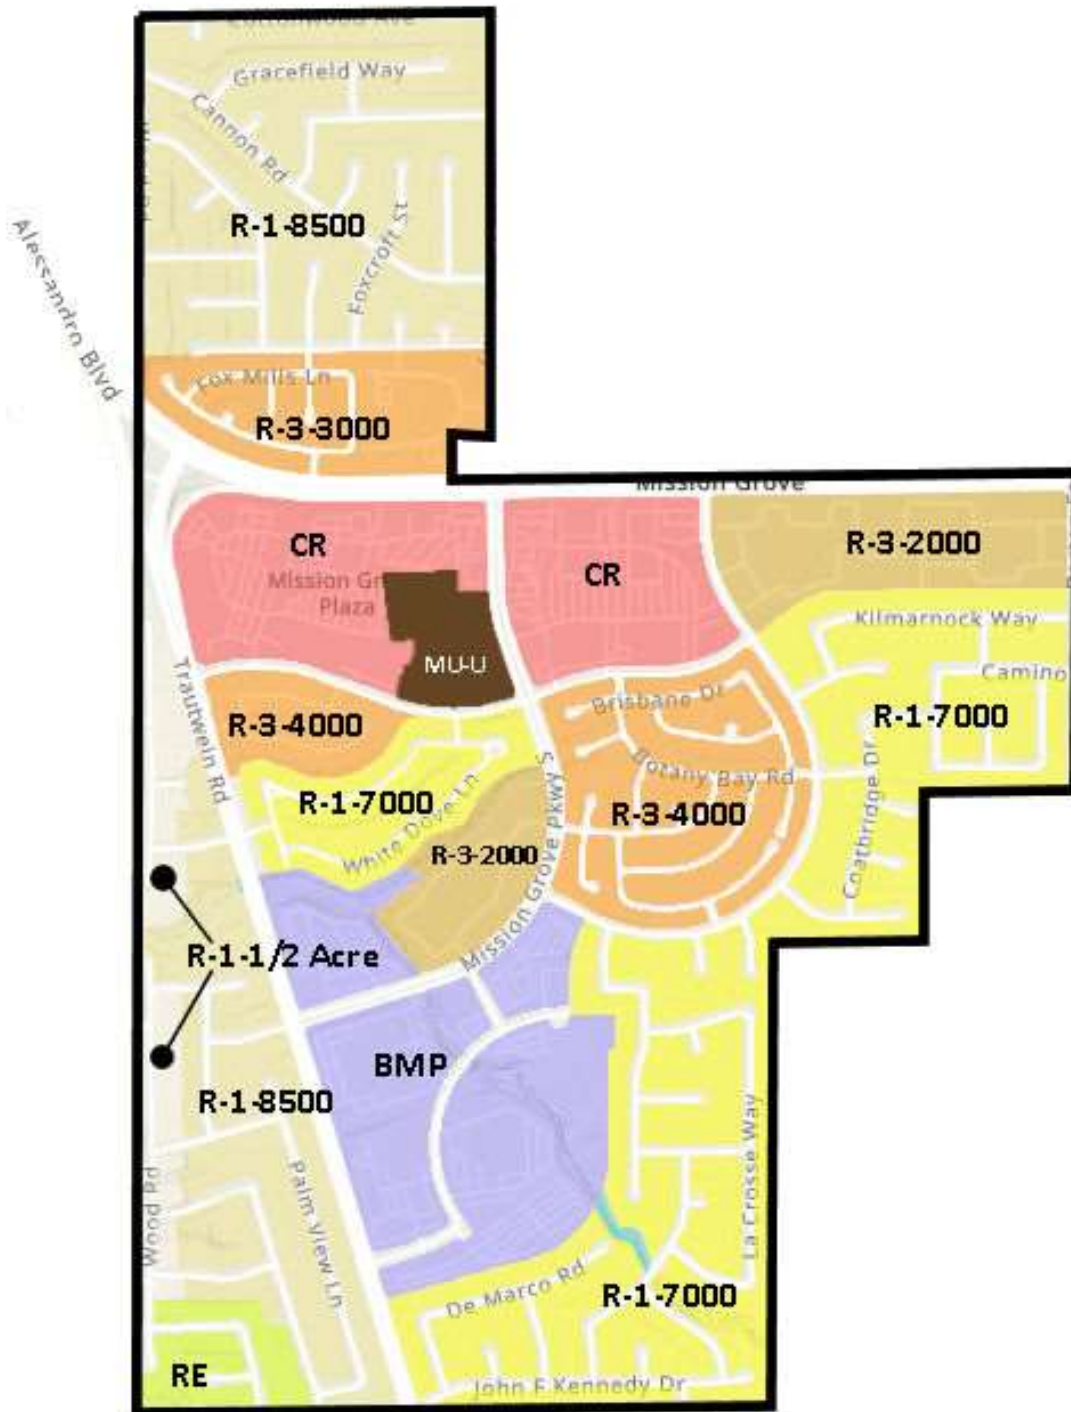 Cottonwood Ave
Gracefield Way
Cannon Rd
R-1-8500
Foxcroft St
Alessandro Blvd
Fox Mills Ln
R-3-3000
Mission Grove
CR
CR
R-3-2000
Mission Gr
Plaza
Kilmarnock Way
MU-U
Camino
Trautwein Rd
R-3-4000
Brisbane Dr
R-1-7000
Botany Bay Rd
R-1-7000
White Dove Ln
R-3-2000
Mission Grove Pkwy S
R-3-4000
Coatbridge Dr
R-1-1/2 Acre
BMP
R-1-8500
La Crosse Way
Wood Rd
Palm View Ln
De Marco Rd
R-1-7000
RE
John F Kennedy Dr